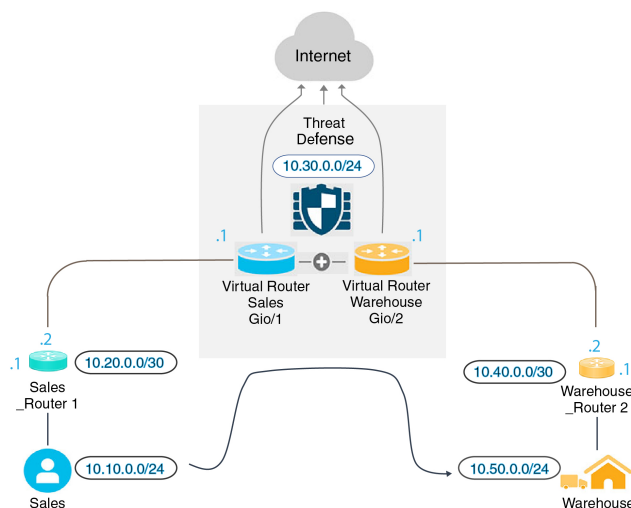 Internet
Threat
Defense
10.30.0.0/24
.1
.1
Virtual Router
Sales
Gio/1
Virtual Router
Warehouse
Gio/2
.2
.1
10.20.0.0/30
Sales
_Router 1
.2
10.40.0.0/30
.1
Warehouse
_Router 2
10.10.0.0/24
Sales
10.50.0.0/24
Warehouse